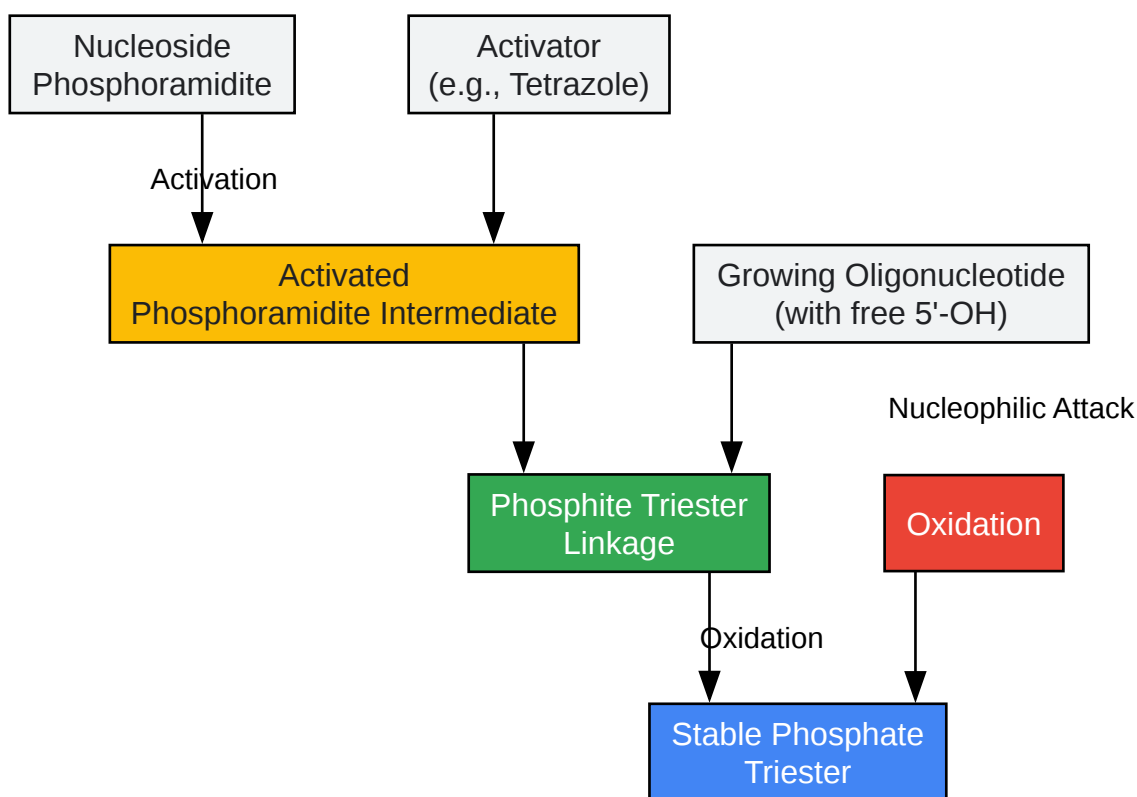 Nucleoside
Phosphoramidite
Activator
(e.g., Tetrazole)
Activation
Activated
Phosphoramidite Intermediate
Growing Oligonucleotide
(with free 5'-OH)
Nucleophilic Attack
Phosphite Triester
Linkage
Oxidation
Oxidation
Stable Phosphate
Triester